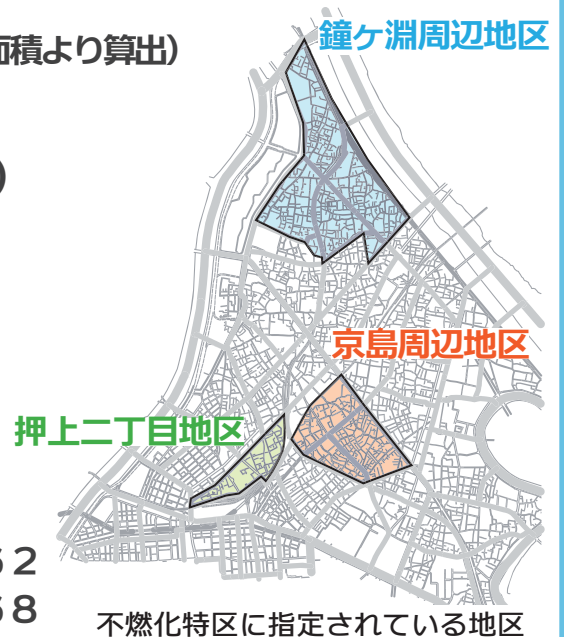 鐘ヶ淵周辺地区
面積より算出）
）
京島周辺地区
押上二丁目地区
６２
６８
不燃化特区に指定されている地区